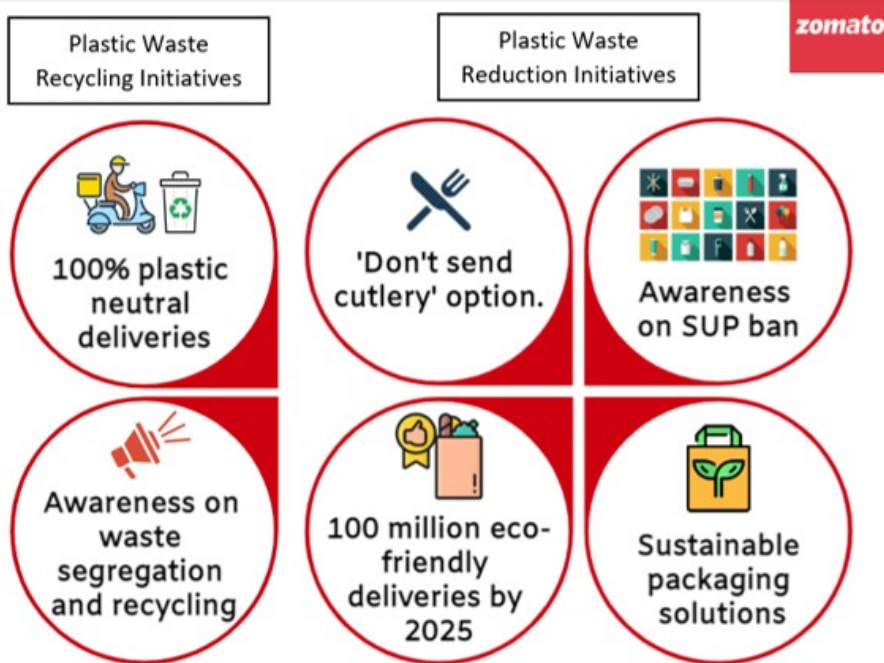 Plastic Waste
Recycling Initiatives
Plastic Waste
Reduction Initiatives
zomato
100% plastic
neutral
deliveries
'Don't send
cutlery' option.
Awareness
on SUP ban
Awareness on
waste
segregation
and recycling
100 million eco-
friendly
deliveries by
2025
Sustainable
packaging
solutions